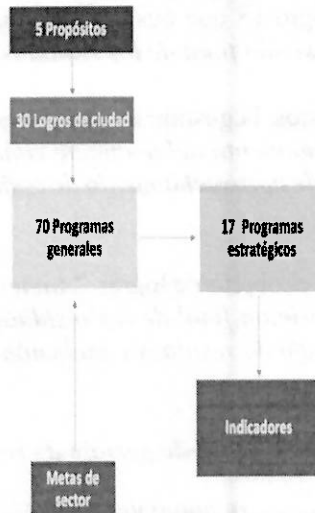 5 Propósitos
30 Logros de ciudad
70 Programas
generales
17 Programas
estratégicos
Indicadores
Metas de
sector